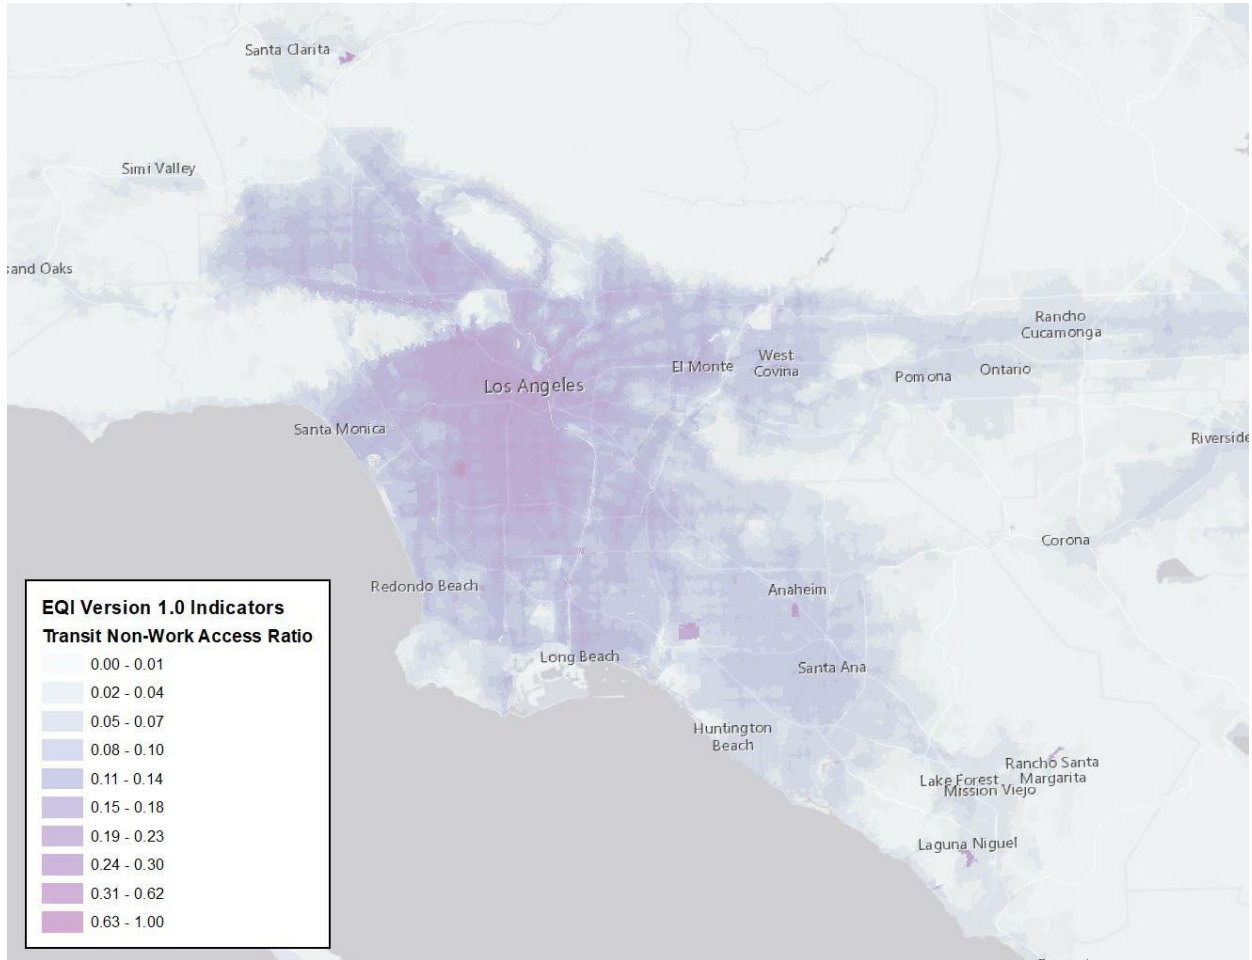 Santa Clarita
Simi Valley
sand Oaks
Rancho
Cucamonga
El Monte
West
Covina
Pomona
Ontario
Los Angeles
Santa Monica
Riverside
Corona
Redondo Beach
Anaheim
Long Beach
Santa Ana
Huntington
Beach
Rancho Santa
Margarita
Lake Forest
Mission Viejo
Laguna Niguel
EQI Version 1.0 Indicators
Transit Non-Work Access Ratio
0.00 - 0.01
0.02 - 0.04
0.05 - 0.07
0.08 - 0.10
0.11 - 0.14
0.15 - 0.18
0.19 - 0.23
0.24 - 0.30
0.31 - 0.62
0.63 - 1.00